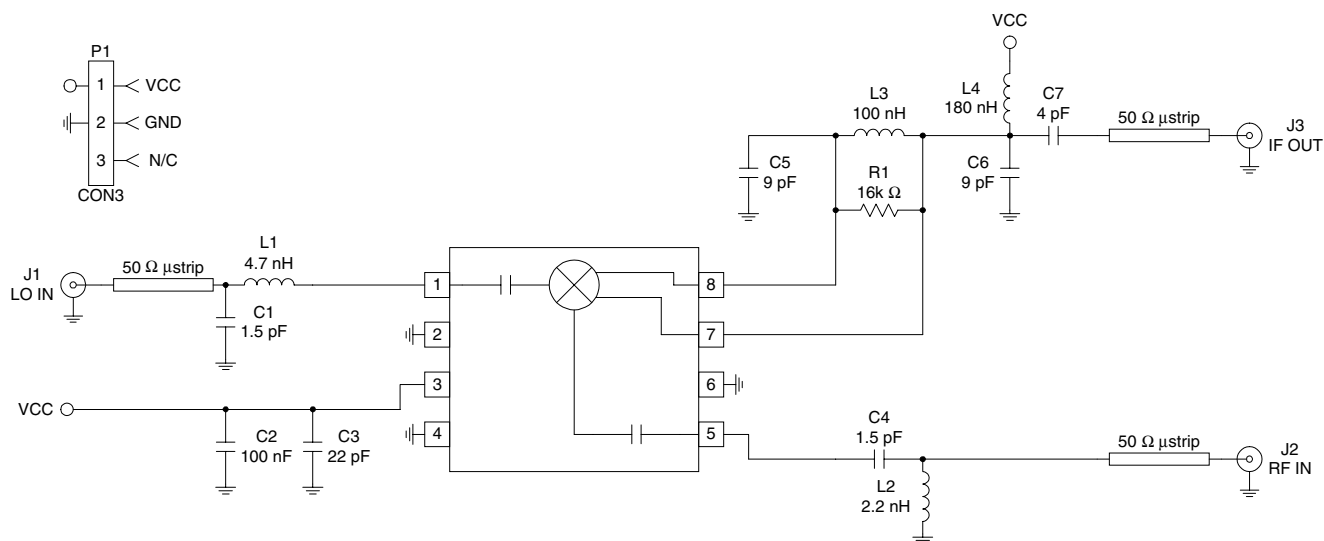 P1
1 VCC
2 GND
3 N/C
CON3
VCC
L3
100 nH
L4
180 nH
C7
4 pF
50 Ω µstrip
J3
IF OUT
C5
9 pF
R1
16k Ω
C6
9 pF
J1
LO IN
50 Ω µstrip
L1
4.7 nH
C1
1.5 pF
1
2
3
4
8
7
6
5
VCC
C2
100 nF
C3
22 pF
C4
1.5 pF
L2
2.2 nH
50 Ω µstrip
J2
RF IN